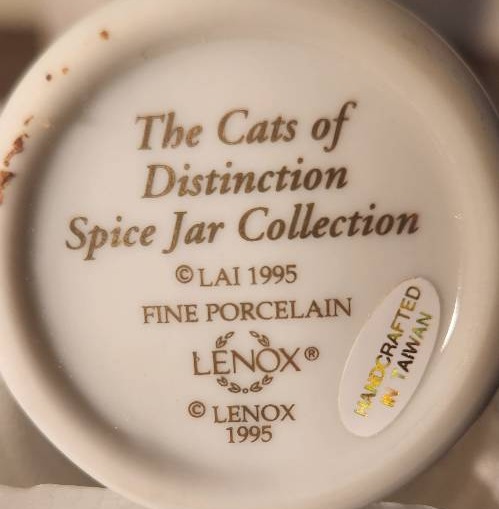 The Cats of
Distinction
Spice Jar Collection
© LAI 1995
FINE PORCELAIN
LENOX®
© LENOX
1995
HANDCRAFTED
IN TAIWAN